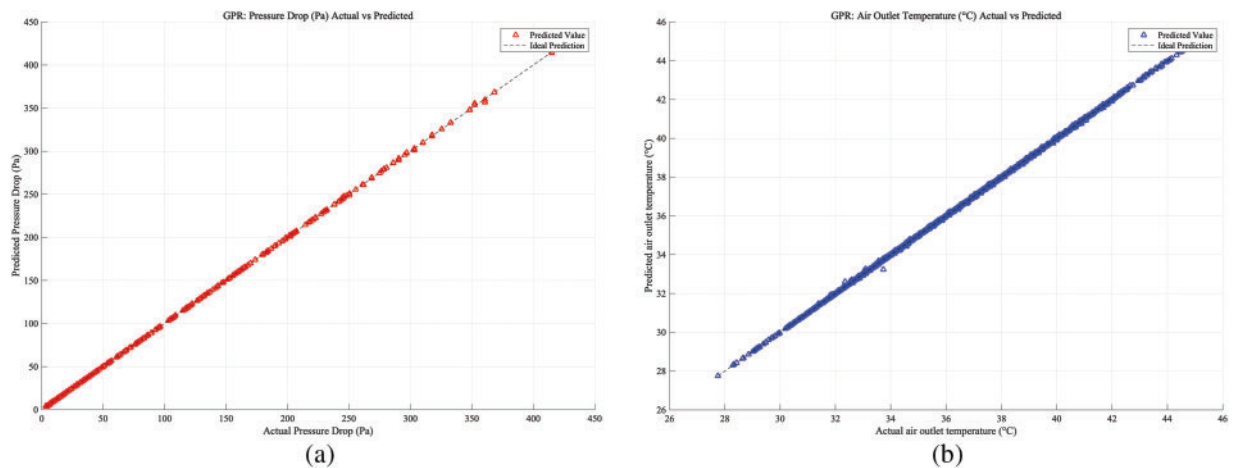 GPR: Pressure Drop (Pa) Actual vs Predicted
450
400
350
300
250
200
150
100
50
0
Predicted Pressure Drop (Pa)
Predicted Value
Ideal Prediction
0 50 100 150 200 250 300 350 400 450
Actual Pressure Drop (Pa)
(a)
GPR: Air Outlet Temperature (°C) Actual vs Predicted
46
44
42
40
38
36
34
32
30
28
26
Predicted air outlet temperature (°C)
Predicted Value
Ideal Prediction
26 28 30 32 34 36 38 40 42 44 46
Actual air outlet temperature (°C)
(b)